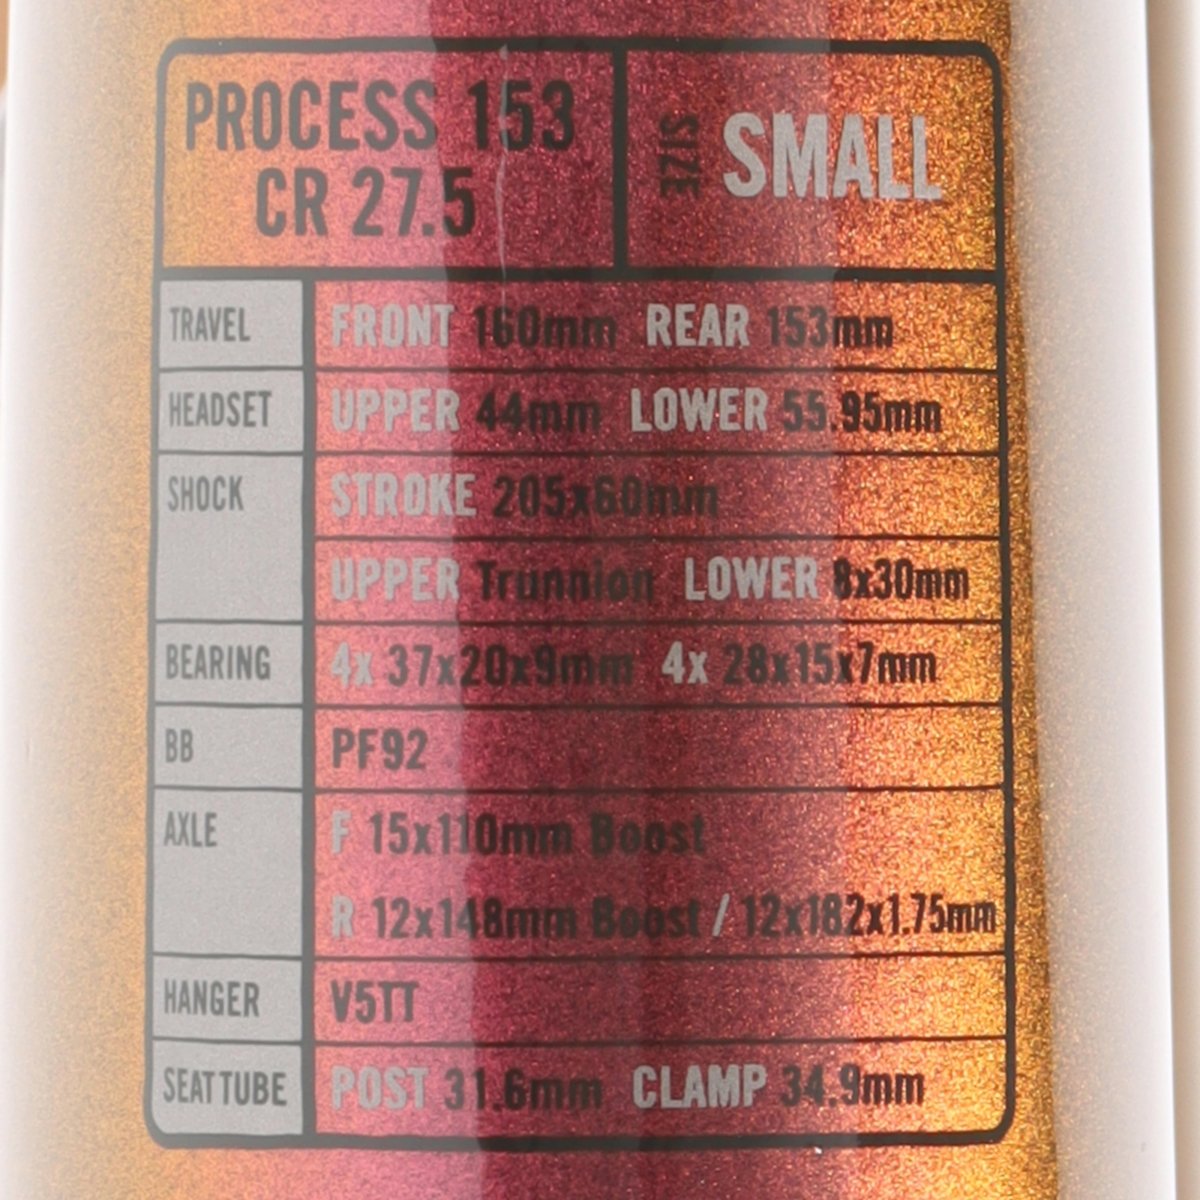 PROCESS 153
CR 27.5
SIZE SMALL
TRAVEL FRONT 160mm REAR 153mm
HEADSET UPPER 44mm LOWER 55.95mm
SHOCK STROKE 205x60mm
UPPER Trunnion LOWER 8x30mm
BEARING 4x 37x20x9mm 4x 28x15x7mm
BB PF92
AXLE F 15x110mm Boost
R 12x148mm Boost / 12x182x1.75mm
HANGER V5TT
SEAT TUBE POST 31.6mm CLAMP 34.9mm